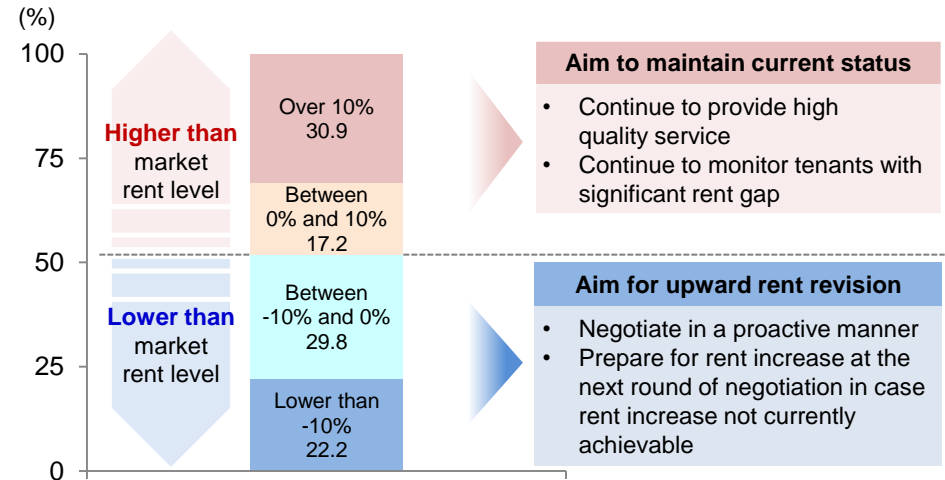 (%)
100
75
50
25
0
Higher than
market
rent level
Lower than
market
rent level
Over 10%
30.9
Between
0% and 10%
17.2
Between
-10% and 0%
29.8
Lower than
-10%
22.2
Aim to maintain current status
• Continue to provide high
quality service
• Continue to monitor tenants with
significant rent gap
Aim for upward rent revision
• Negotiate in a proactive manner
• Prepare for rent increase at the
next round of negotiation in case
rent increase not currently
achievable